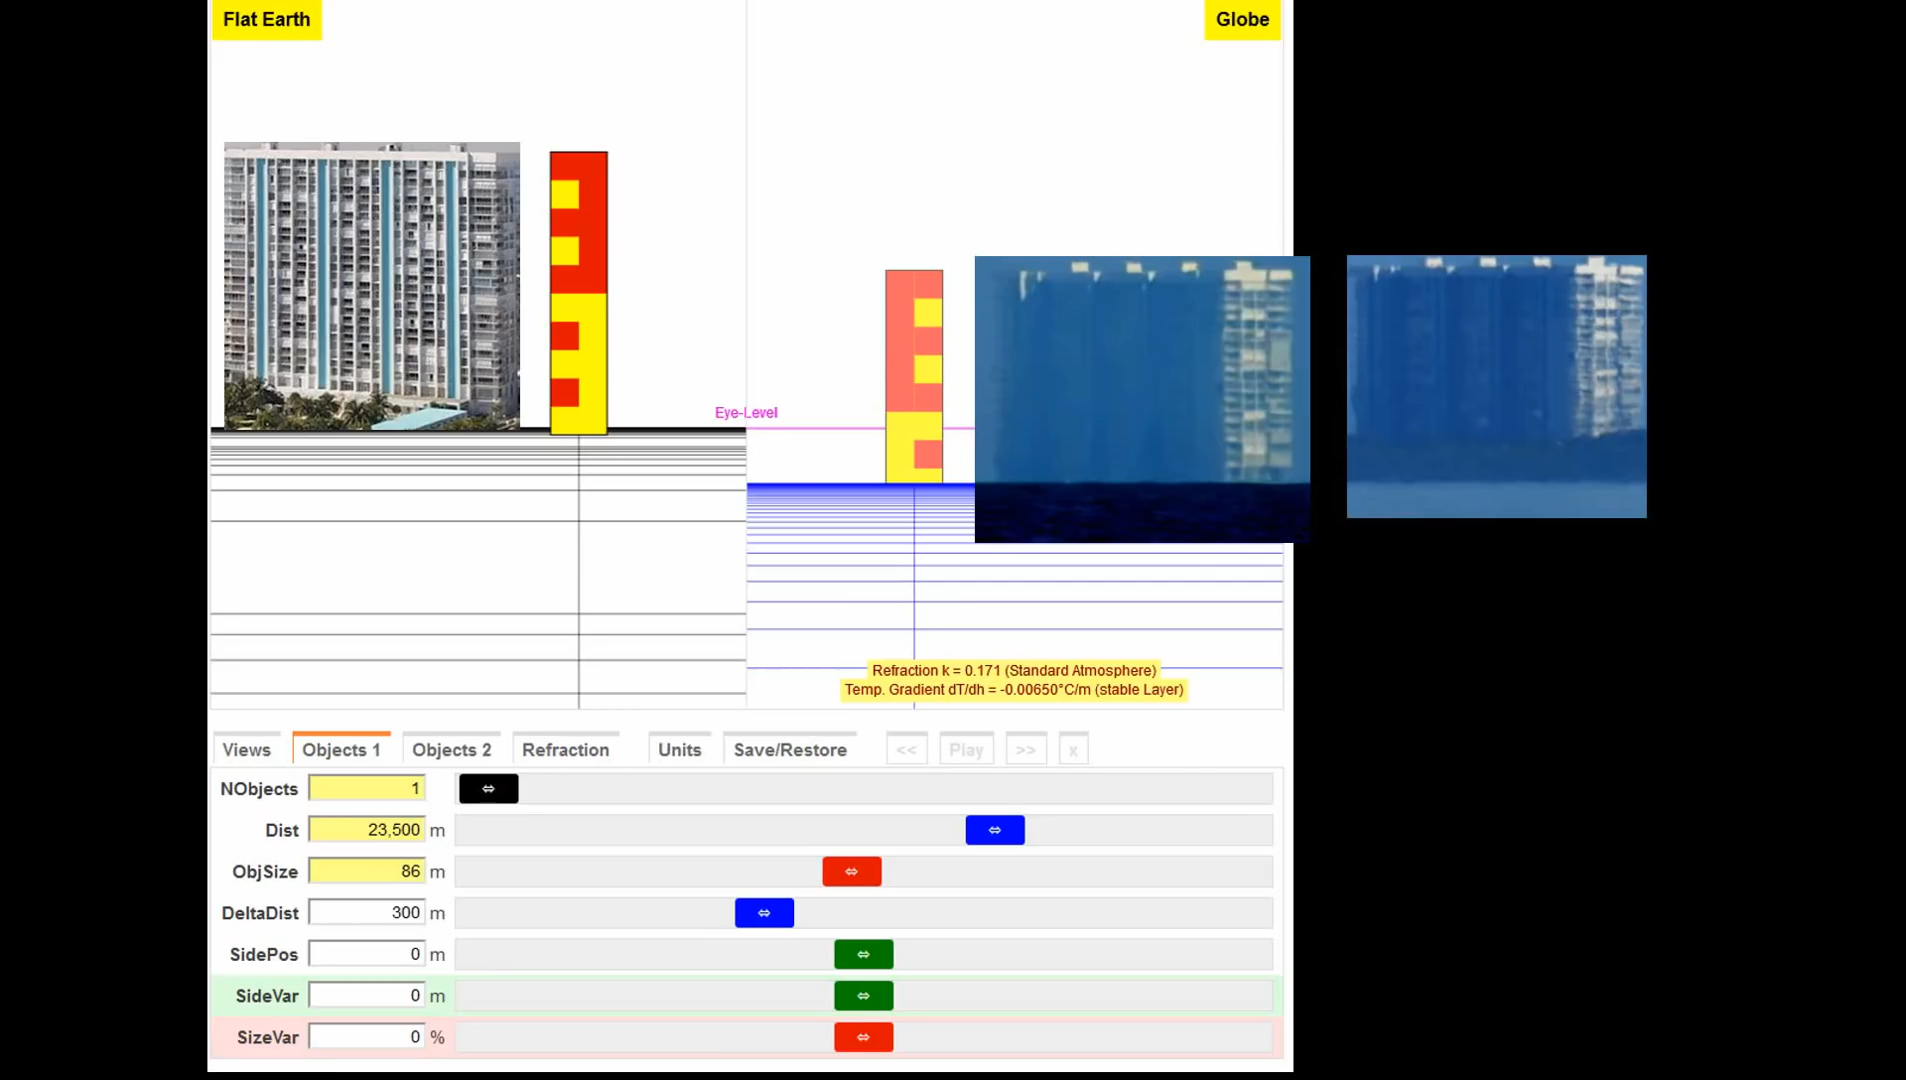 Flat Earth
Globe
Eye-Level
Refraction k = 0.171 (Standard Atmosphere)
Temp. Gradient dT/dh = -0.00650°C/m (stable Layer)
Views Objects 1 Objects 2 Refraction Units Save/Restore << Play >> x
NObjects 1
Dist 23,500 m
ObjSize 86 m
DeltaDist 300 m
SidePos 0 m
SideVar 0 m
SizeVar 0 %